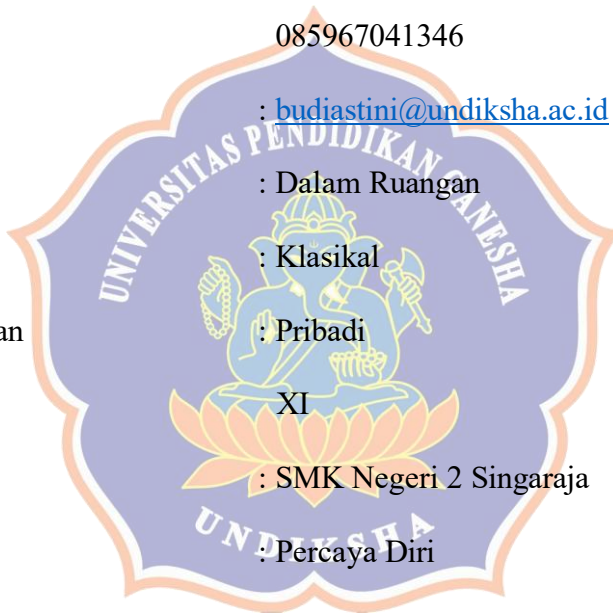 085967041346
: budiastini@undiksha.ac.id
UNIVERSITAS PENDIDIKAN GANESHA
: Dalam Ruangan
: Klasikal
an : Pribadi
XI
: SMK Negeri 2 Singaraja
UNDIKSHA
: Percaya Diri